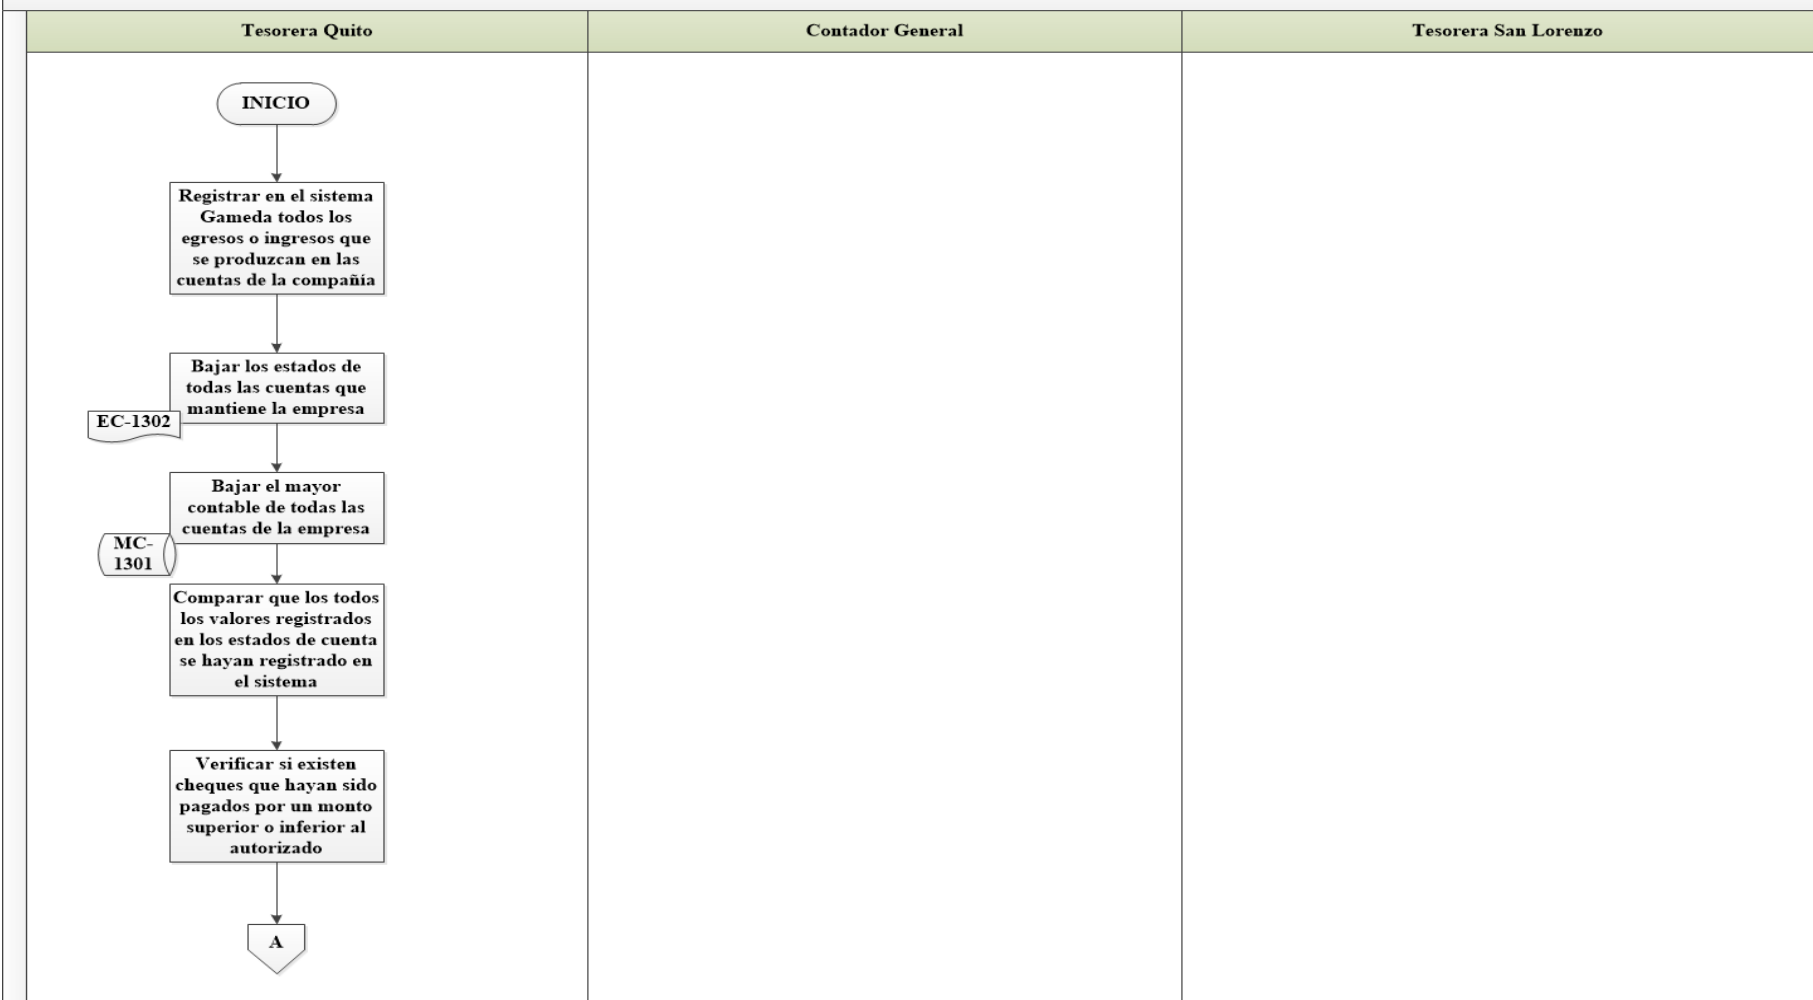 Tesorera Quito
Contador General
Tesorera San Lorenzo
INICIO
Registrar en el sistema
Gameda todos los
egresos o ingresos que
se produzcan en las
cuentas de la compañía
Bajar los estados de
todas las cuentas que
mantiene la empresa
EC-1302
Bajar el mayor
contable de todas las
cuentas de la empresa
MC-
1301
Comparar que los todos
los valores registrados
en los estados de cuenta
se hayan registrado en
el sistema
Verificar si existen
cheques que hayan sido
pagados por un monto
superior o inferior al
autorizado
A